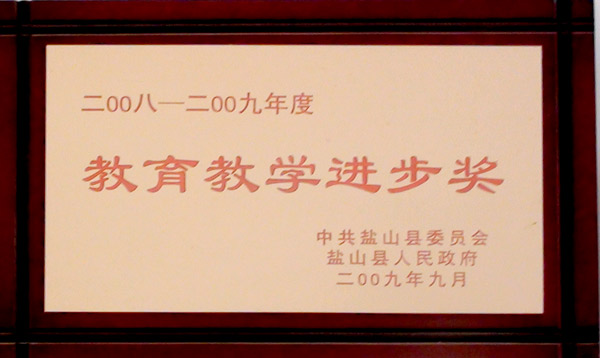 二00八—二00九年度
教育教学进步奖
中共盐山县委员会
盐山县人民政府
二00九年九月